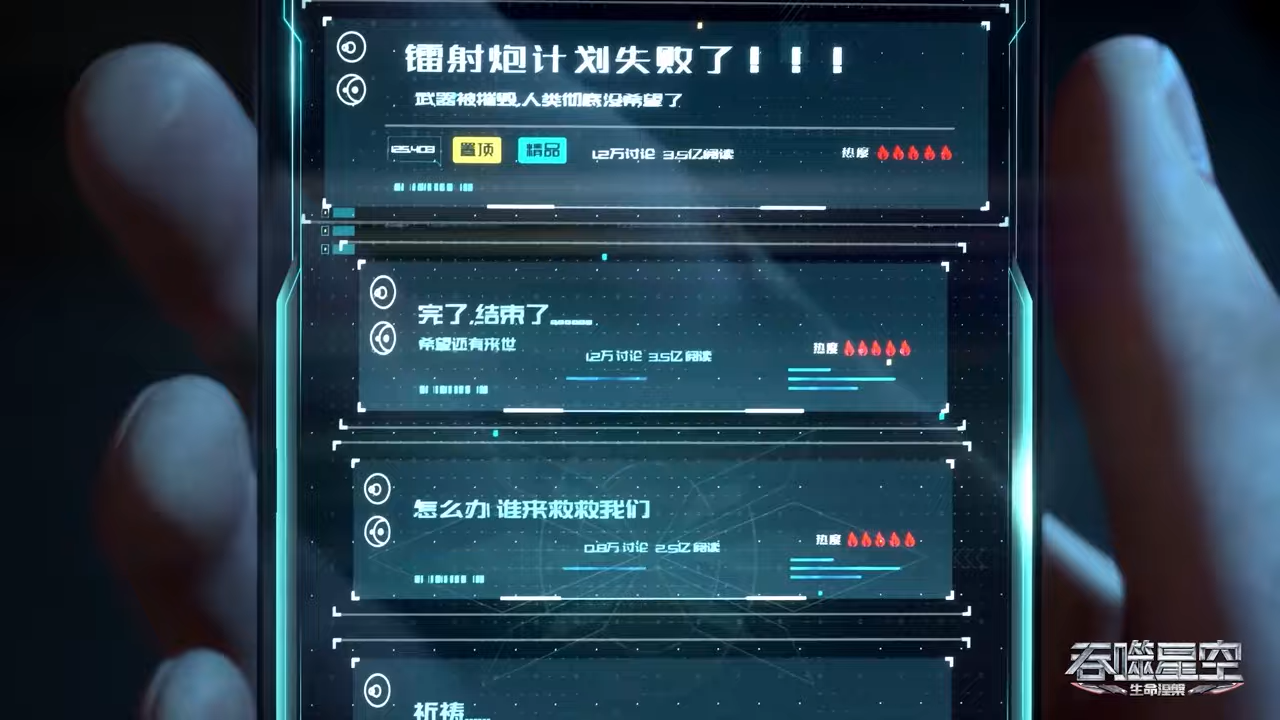 镭射炮计划失败了！！！
武器被摧毁,人类彻底没希望了
125,403 置顶 精品 1.2万讨论 3.5亿阅读 热度
完了,结束了......
希望还有来世
1.2万讨论 3.5亿阅读 热度
怎么办 谁来救救我们
0.8万讨论 2.5亿阅读 热度
祈祷......
吞噬星空
生命涅槃